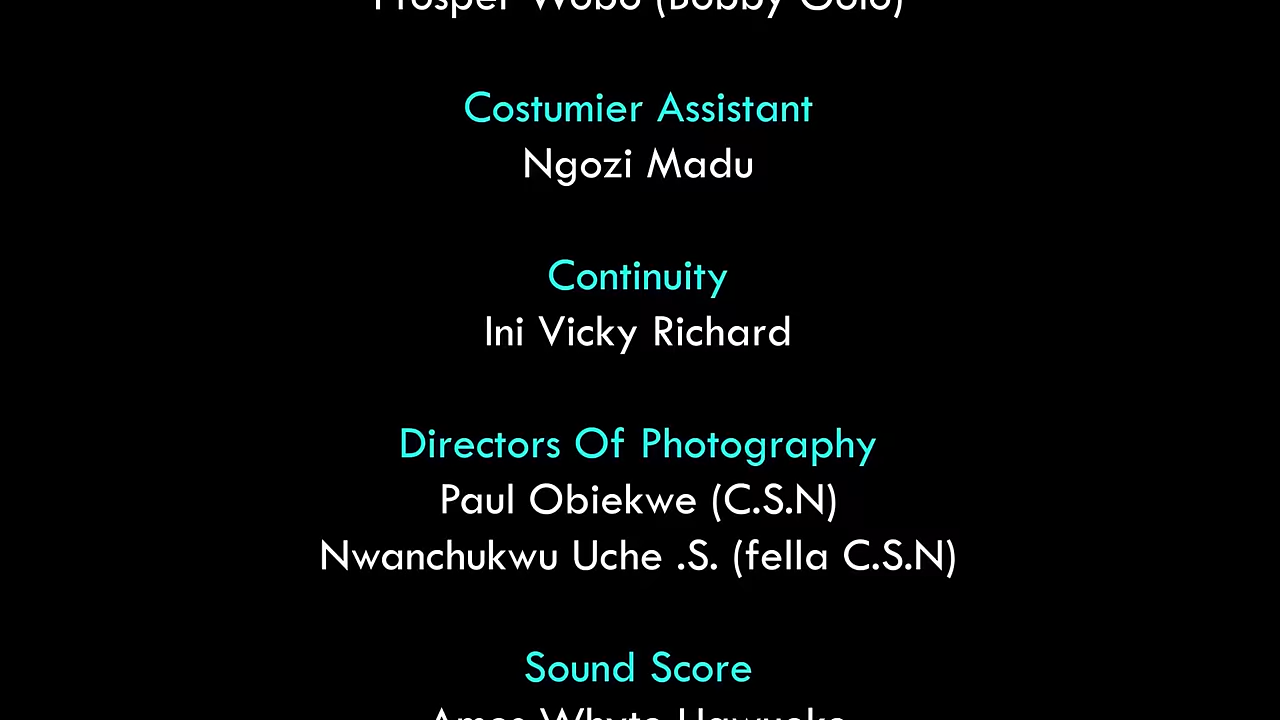 Costumier Assistant
Ngozi Madu
Continuity
Ini Vicky Richard
Directors Of Photography
Paul Obiekwe (C.S.N)
Nwanchukwu Uche .S. (fella C.S.N)
Sound Score